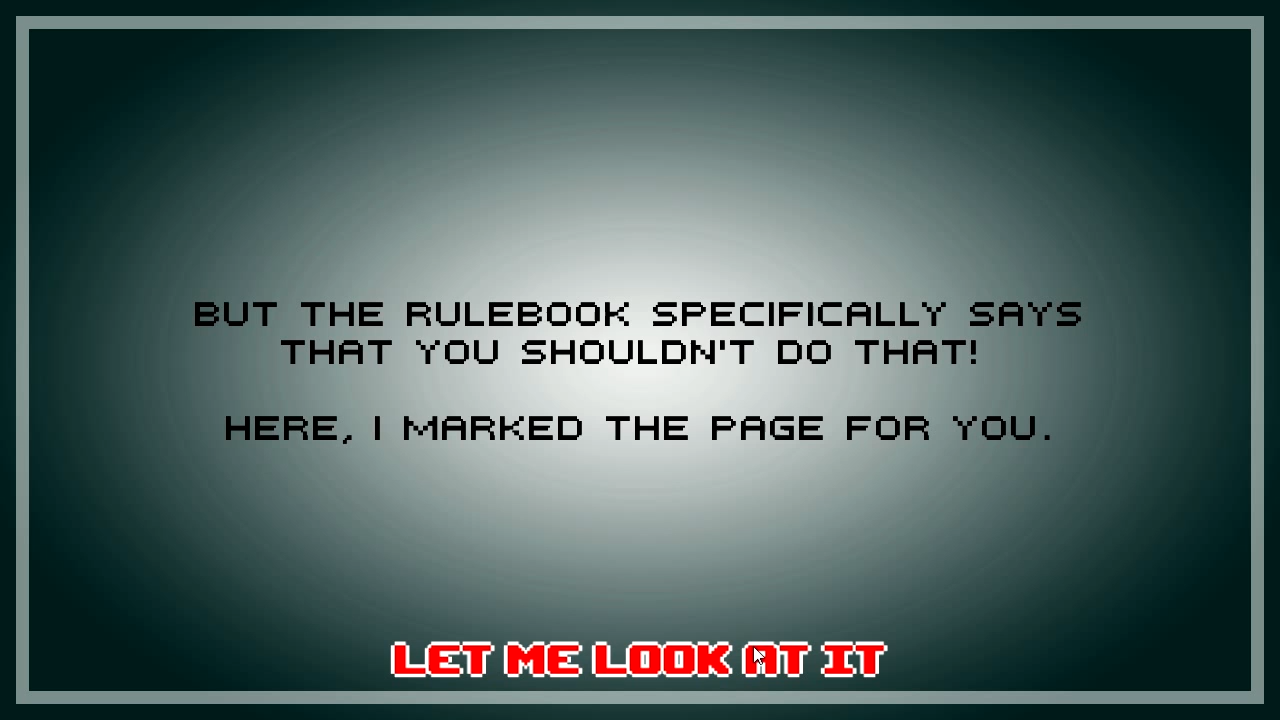 BUT THE RULEBOOK SPECIFICALLY SAYS
THAT YOU SHOULDN'T DO THAT!
HERE, I MARKED THE PAGE FOR YOU.
LET ME LOOK AT IT